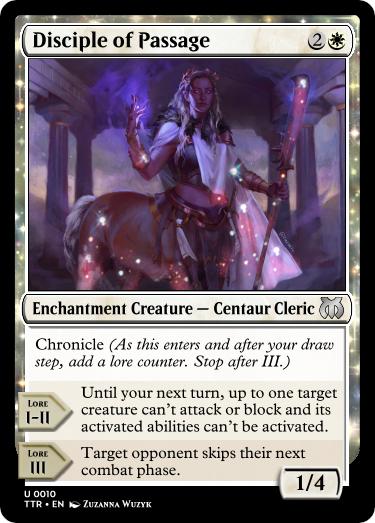 Disciple of Passage 2
Enchantment Creature — Centaur Cleric
Chronicle (As this enters and after your draw
step, add a lore counter. Stop after III.)
LORE
I–II
Until your next turn, up to one target
creature can't attack or block and its
activated abilities can't be activated.
LORE
III
Target opponent skips their next
combat phase.
1/4
U 0010
TTR • EN ZUZANNA WUZYK